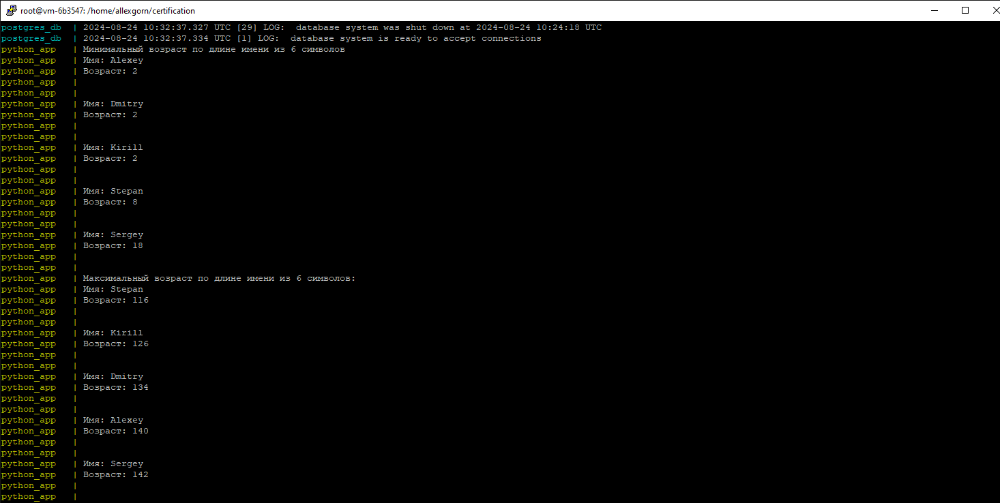 root@vm-6b3547: /home/allexgorn/certification
postgres_db | 2024-08-24 10:32:37.327 UTC [29] LOG:  database system was shut down at 2024-08-24 10:24:18 UTC
postgres_db | 2024-08-24 10:32:37.334 UTC [1] LOG:  database system is ready to accept connections
python_app | Минимальный возраст по длине имени из 6 символов
python_app | Имя: Alexey
python_app | Возраст: 2
python_app |
python_app |
python_app | Имя: Dmitry
python_app | Возраст: 2
python_app |
python_app |
python_app | Имя: Kirill
python_app | Возраст: 2
python_app |
python_app |
python_app | Имя: Stepan
python_app | Возраст: 8
python_app |
python_app |
python_app | Имя: Sergey
python_app | Возраст: 18
python_app |
python_app |
python_app | Максимальный возраст по длине имени из 6 символов:
python_app | Имя: Stepan
python_app | Возраст: 116
python_app |
python_app |
python_app | Имя: Kirill
python_app | Возраст: 126
python_app |
python_app |
python_app | Имя: Dmitry
python_app | Возраст: 134
python_app |
python_app |
python_app | Имя: Alexey
python_app | Возраст: 140
python_app |
python_app |
python_app | Имя: Sergey
python_app | Возраст: 142
python_app |
python_app |